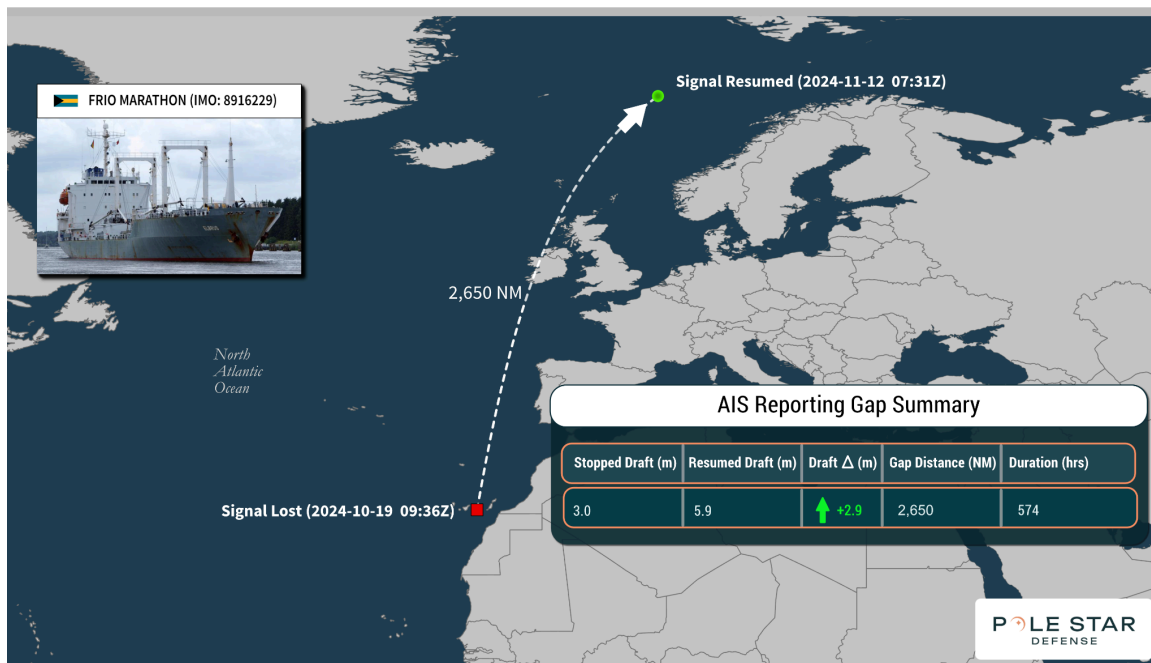 FRIO MARATHON (IMO: 8916229)
Signal Resumed (2024-11-12 07:31Z)
2,650 NM
North
Atlantic
Ocean
Signal Lost (2024-10-19 09:36Z)
AIS Reporting Gap Summary
Stopped Draft (m) Resumed Draft (m) Draft Δ (m) Gap Distance (NM) Duration (hrs)
3.0 5.9 +2.9 2,650 574
POLE STAR
DEFENSE